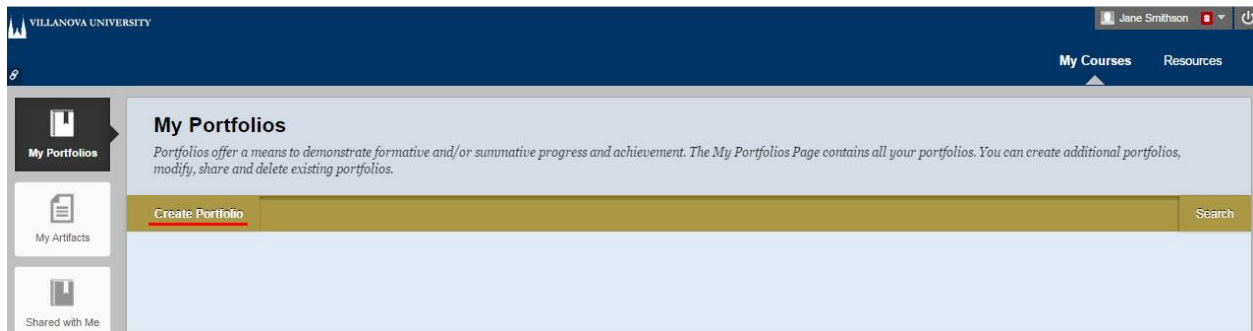 VILLANOVA UNIVERSITY
Jane Smithson 8
My Courses Resources
My Portfolios
My Portfolios
Portfolios offer a means to demonstrate formative and/or summative progress and achievement. The My Portfolios Page contains all your portfolios. You can create additional portfolios,
modify, share and delete existing portfolios.
Create Portfolio Search
My Artifacts
Shared with Me